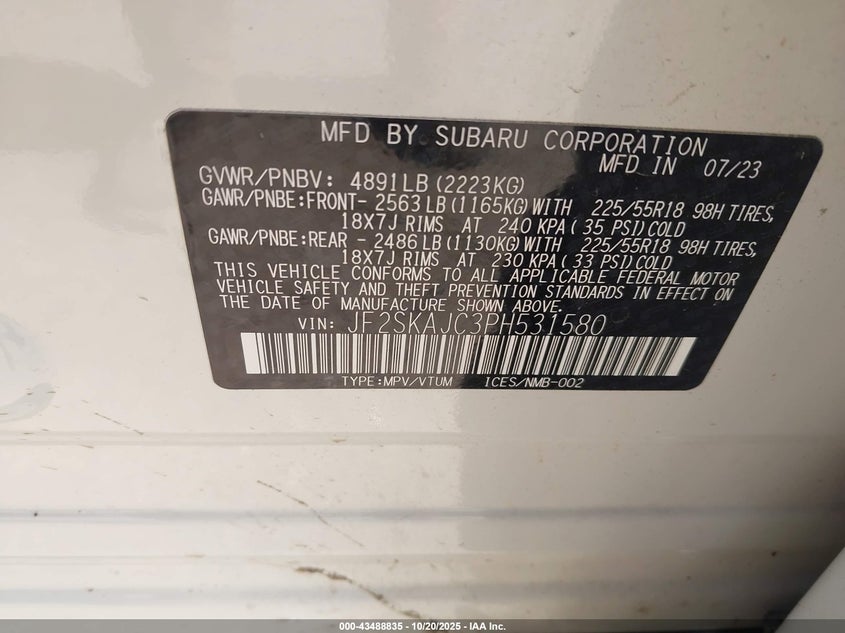 MFD BY SUBARU CORPORATION
MFD IN 07/23
GVWR/PNBV: 4891LB(2223KG)
GAWR/PNBE:FRONT- 2563LB(1165KG)WITH 225/55R18 98H TIRES,
18X7J RIMS AT 240 KPA( 35 PSI)COLD
GAWR/PNBE:REAR - 2486LB(1130KG)WITH 225/55R18 98H TIRES,
18X7J RIMS AT 230 KPA( 33 PSI)COLD
THIS VEHICLE CONFORMS TO ALL APPLICABLE FEDERAL MOTOR
VEHICLE SAFETY AND THEFT PREVENTION STANDARDS IN EFFECT ON
THE DATE OF MANUFACTURE SHOWN ABOVE.
VIN: JF2SKAJC3PH531580
TYPE:MPV/VTUM ICES/NMB-002
000-43488835 - 10/20/2025 - IAA Inc.